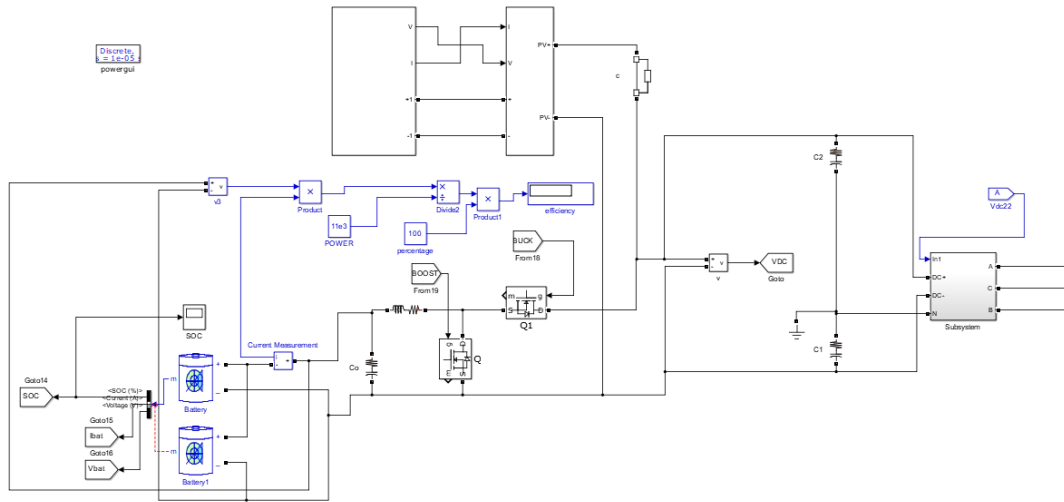 V
I
I
V
PV+
+1
+
-1
-
PV-
c
Discrete,
s = 1e-05 s
powergui
C2
A
Vdc22
+
-
v
v3
×
Product
×
÷
Divide2
×
Product1
efficiency
11e3
POWER
100
percentage
BUCK
From18
BOOST
From19
+
-
v
v
VDC
Goto
In1
DC+
DC-
N
A
C
B
Subsystem
m
g
S
D
Q1
SOC
Current Measurement
i
+
-
Co
g
D
E
S
Q
C1
Goto14
SOC
<SOC (%)>
<Current (A)>
<Voltage (V)>
m
+
_
Battery
Goto15
Ibat
Goto16
Vbat
m
+
_
Battery1